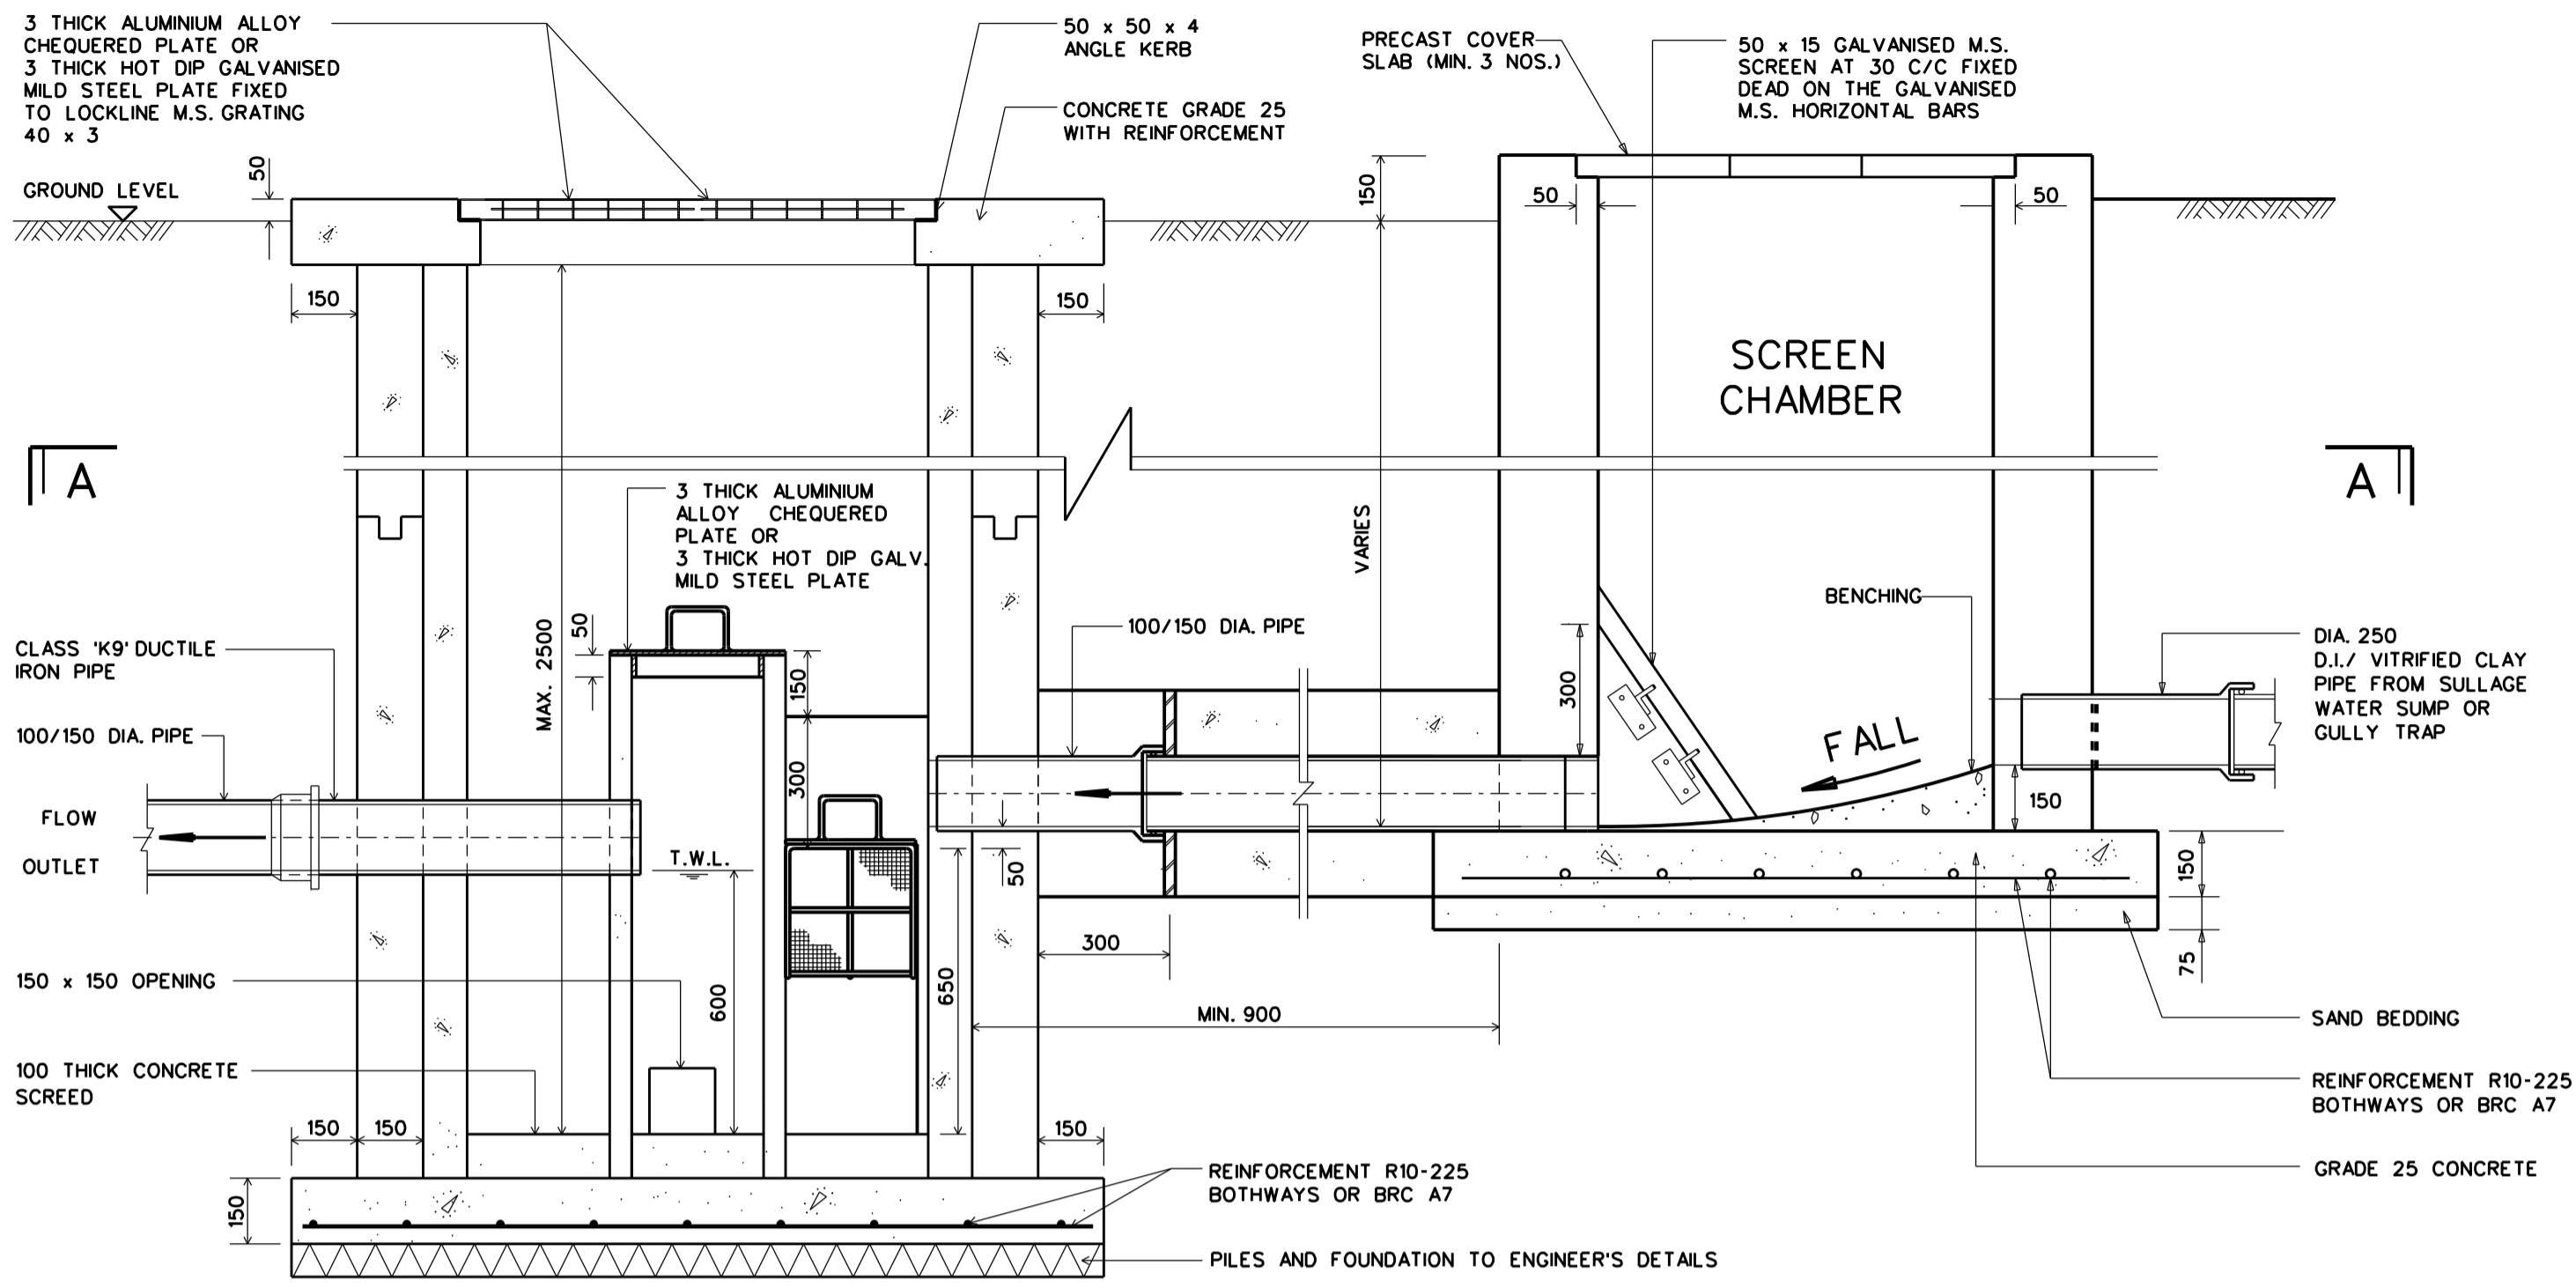 3 THICK ALUMINIUM ALLOY
CHEQUERED PLATE OR
3 THICK HOT DIP GALVANISED
MILD STEEL PLATE FIXED
TO LOCKLINE M.S. GRATING
40 x 3
50 x 50 x 4
ANGLE KERB
CONCRETE GRADE 25
WITH REINFORCEMENT
PRECAST COVER
SLAB (MIN. 3 NOS.)
50 x 15 GALVANISED M.S.
SCREEN AT 30 C/C FIXED
DEAD ON THE GALVANISED
M.S. HORIZONTAL BARS
50
GROUND LEVEL
150
50
50
150
150
SCREEN
CHAMBER
A
A
3 THICK ALUMINIUM
ALLOY CHEQUERED
PLATE OR
3 THICK HOT DIP GALV.
MILD STEEL PLATE
VARIES
MAX. 2500
50
150
300
BENCHING
100/150 DIA. PIPE
CLASS 'K9' DUCTILE
IRON PIPE
100/150 DIA. PIPE
FLOW
OUTLET
DIA. 250
D.I./ VITRIFIED CLAY
PIPE FROM SULLAGE
WATER SUMP OR
GULLY TRAP
300
FALL
150
T.W.L.
50
150
75
300
650
600
MIN. 900
150 x 150 OPENING
100 THICK CONCRETE
SCREED
SAND BEDDING
REINFORCEMENT R10-225
BOTHWAYS OR BRC A7
GRADE 25 CONCRETE
150
150
150
150
REINFORCEMENT R10-225
BOTHWAYS OR BRC A7
PILES AND FOUNDATION TO ENGINEER'S DETAILS